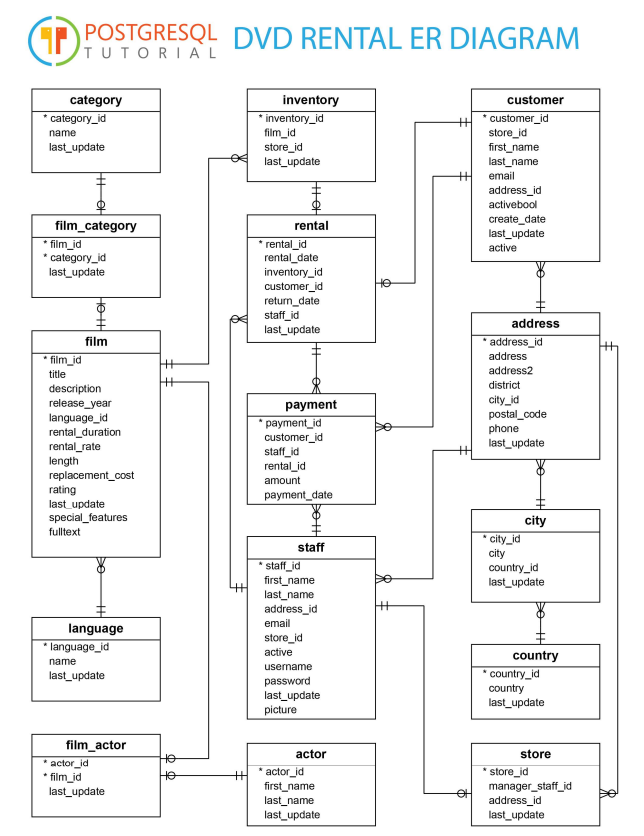 POSTGRESQL
TUTORIAL
DVD RENTAL ER DIAGRAM
category
* category_id
name
last_update
film_category
* film_id
* category_id
last_update
film
* film_id
title
description
release_year
language_id
rental_duration
rental_rate
length
replacement_cost
rating
last_update
special_features
fulltext
language
* language_id
name
last_update
film_actor
* actor_id
* film_id
last_update
inventory
* inventory_id
film_id
store_id
last_update
rental
* rental_id
rental_date
inventory_id
customer_id
return_date
staff_id
last_update
payment
* payment_id
customer_id
staff_id
rental_id
amount
payment_date
staff
* staff_id
first_name
last_name
address_id
email
store_id
active
username
password
last_update
picture
actor
* actor_id
first_name
last_name
last_update
customer
* customer_id
store_id
first_name
last_name
email
address_id
activebool
create_date
last_update
active
address
* address_id
address
address2
district
city_id
postal_code
phone
last_update
city
* city_id
city
country_id
last_update
country
* country_id
country
last_update
store
* store_id
manager_staff_id
address_id
last_update